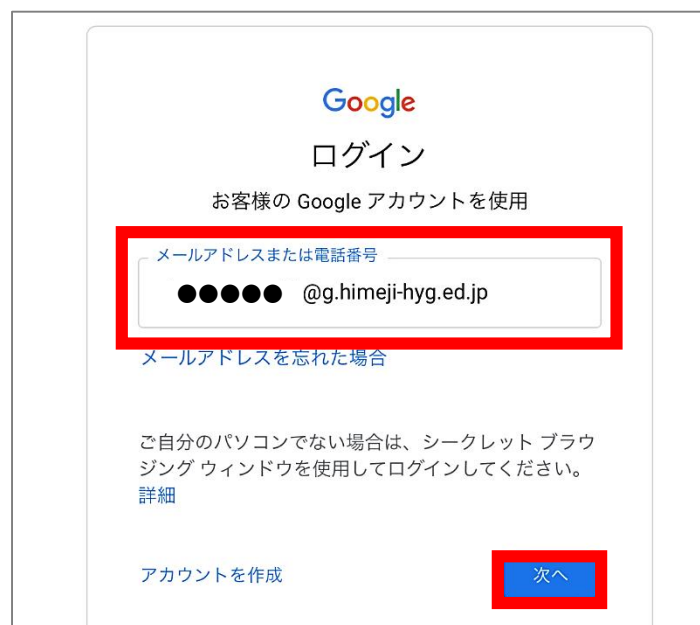 Google
ログイン
お客様の Google アカウントを使用
メールアドレスまたは電話番号
●●●●● @g.himeji-hyg.ed.jp
メールアドレスを忘れた場合
ご自分のパソコンでない場合は、シークレット ブラウ
ジング ウィンドウを使用してログインしてください。
詳細
アカウントを作成
次へ